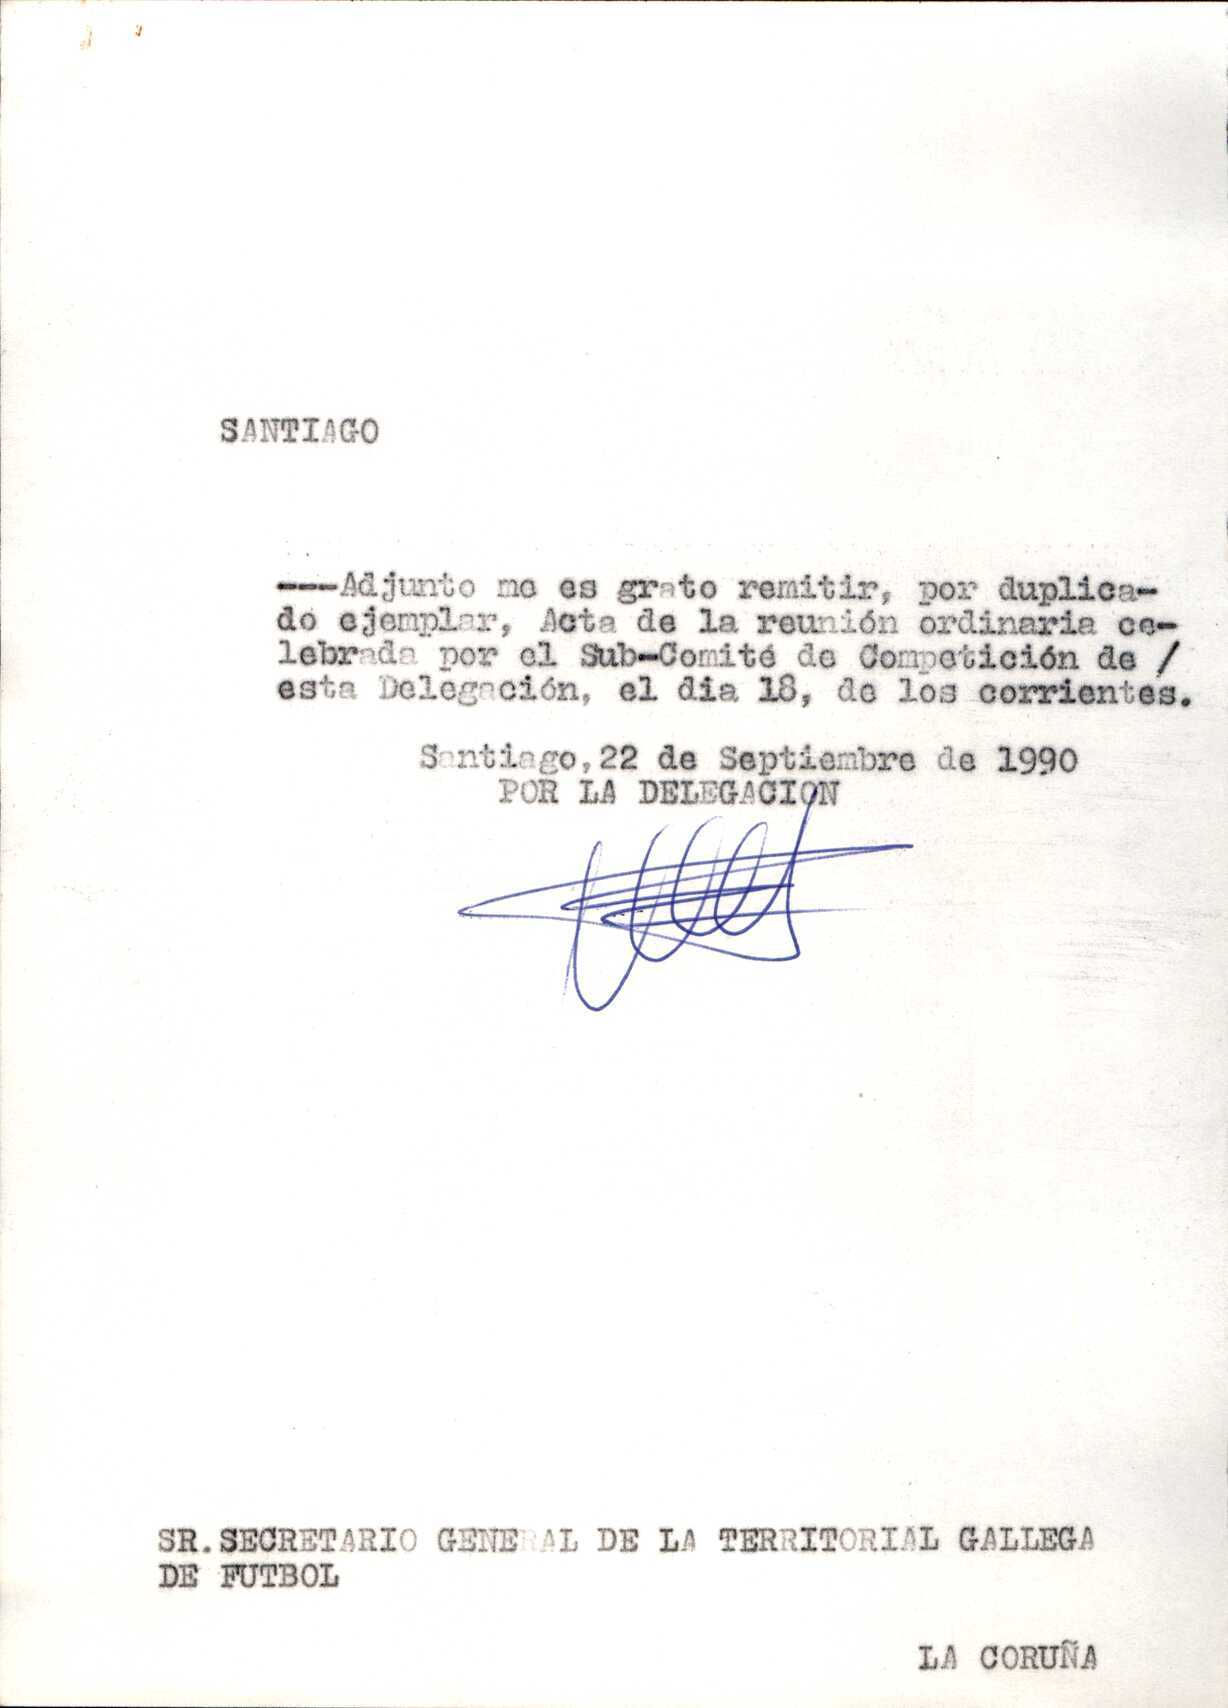 SANTIAGO
---Adjunto me es grato remitir, por duplica-
do ejemplar, Acta de la reunión ordinaria ce-
lebrada por el Sub-Comité de Competición de /
esta Delegación, el dia 18, de los corrientes.
Santiago,22 de Septiembre de 1990
POR LA DELEGACION
SR.SECRETARIO GENERAL DE LA TERRITORIAL GALLEGA
DE FUTBOL
LA CORUÑA